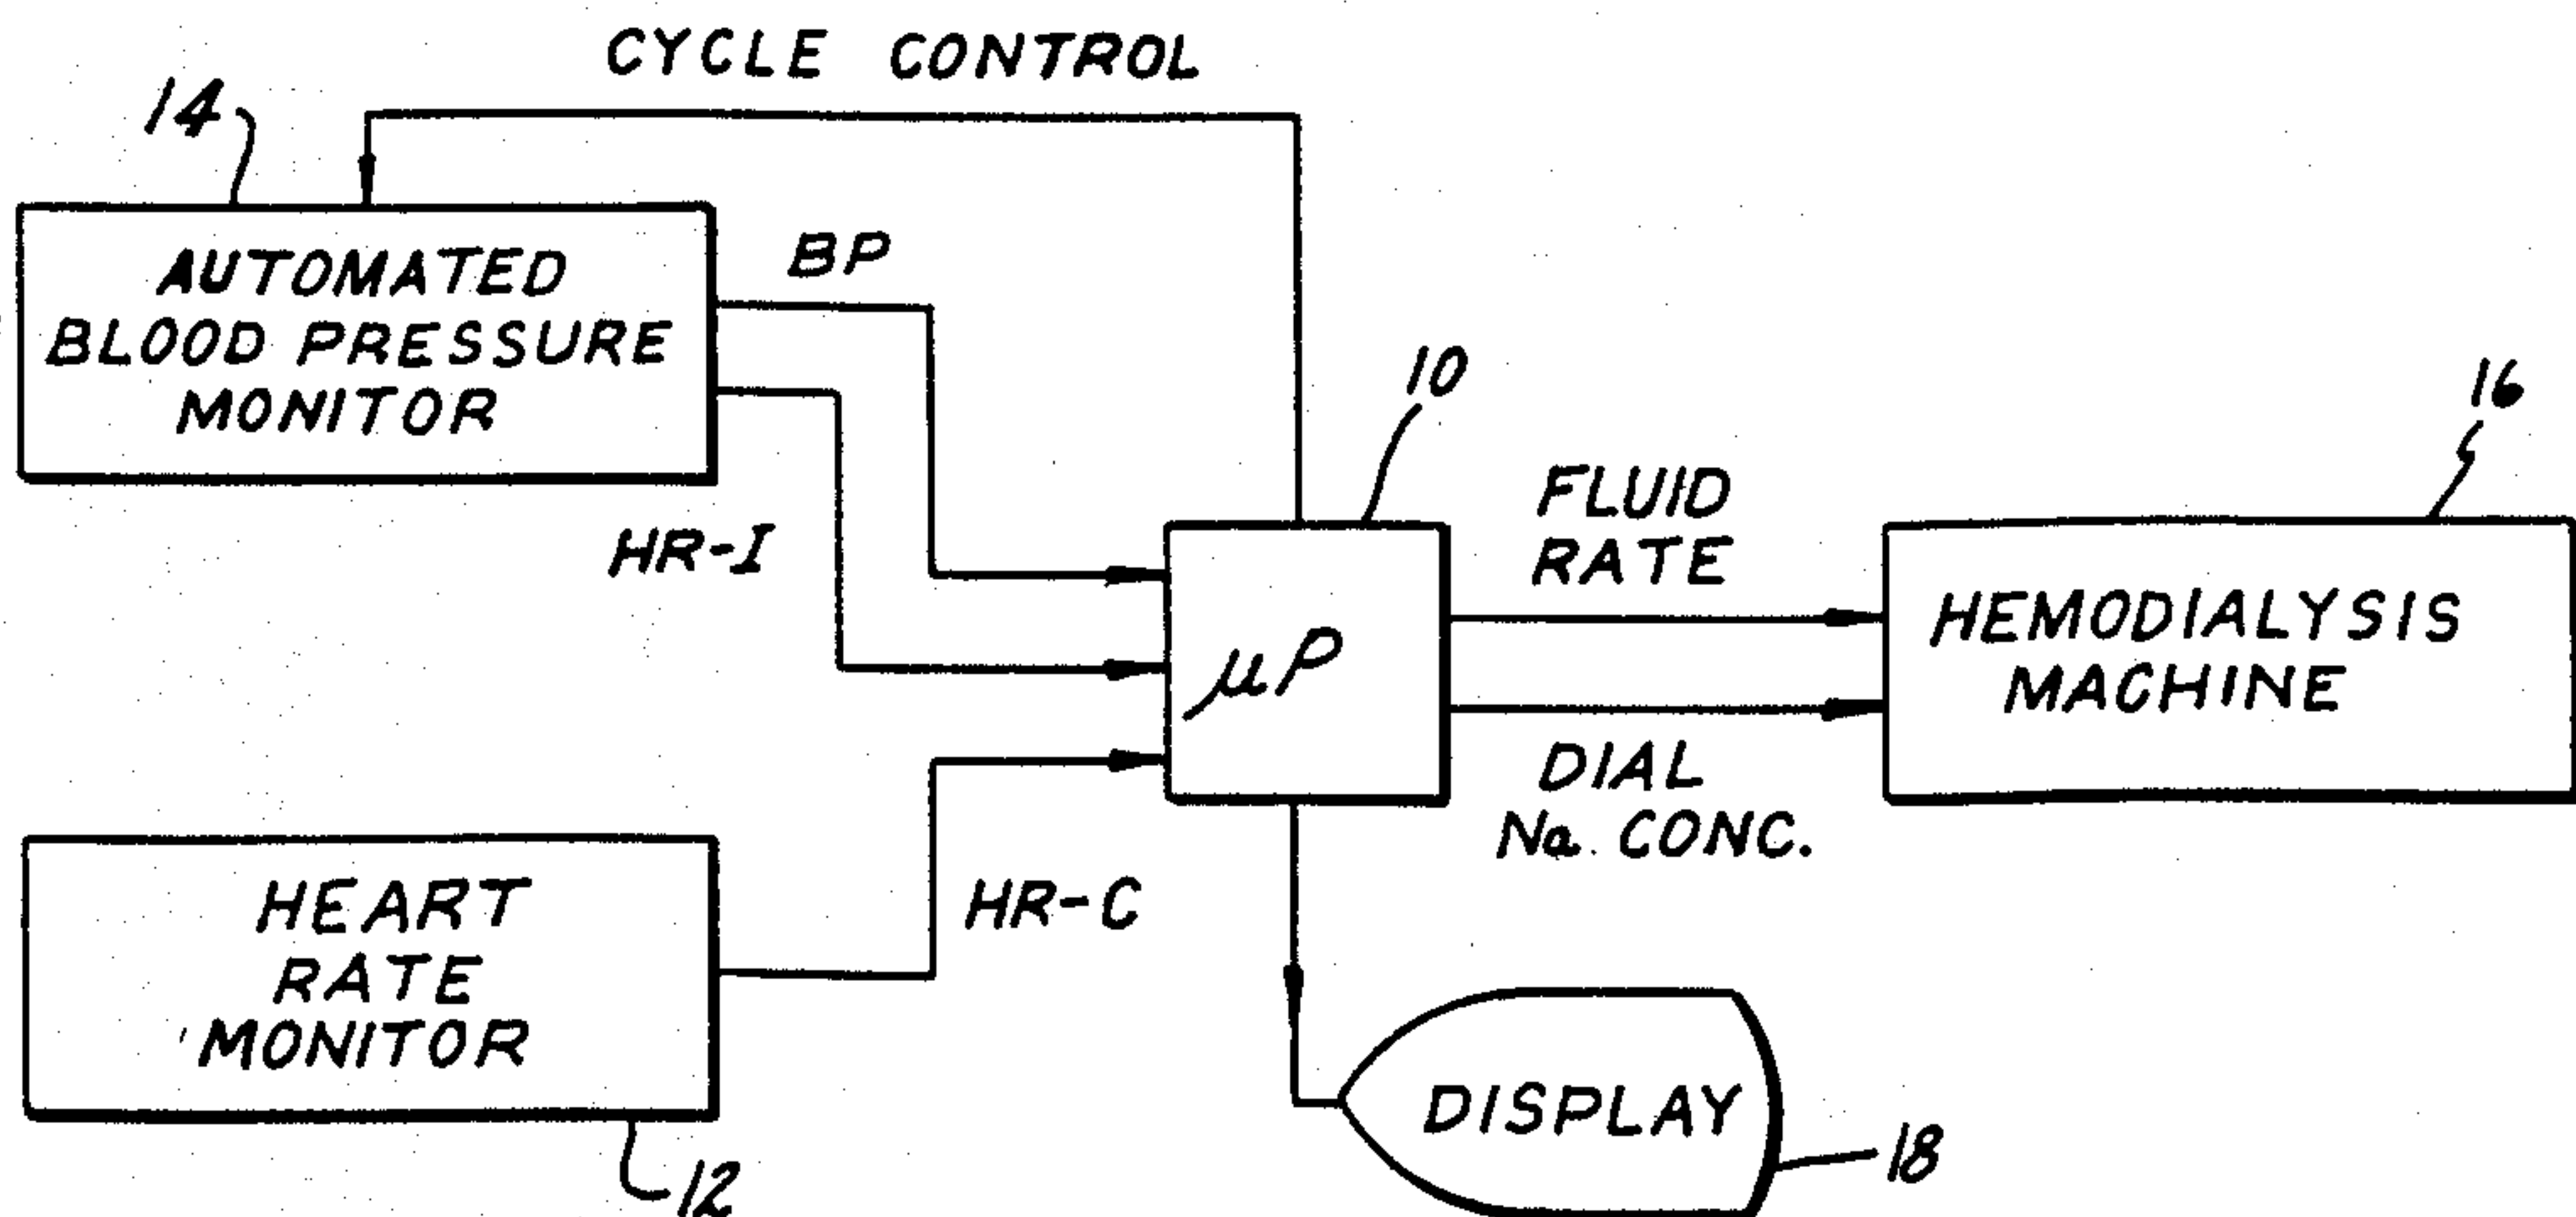 CYCLE CONTROL
14
AUTOMATED
BLOOD PRESSURE
MONITOR
BP
HR-I
10
µP
FLUID
RATE
DIAL
Na CONC.
16
HEMODIALYSIS
MACHINE
HEART
RATE
MONITOR
12
HR-C
DISPLAY
18